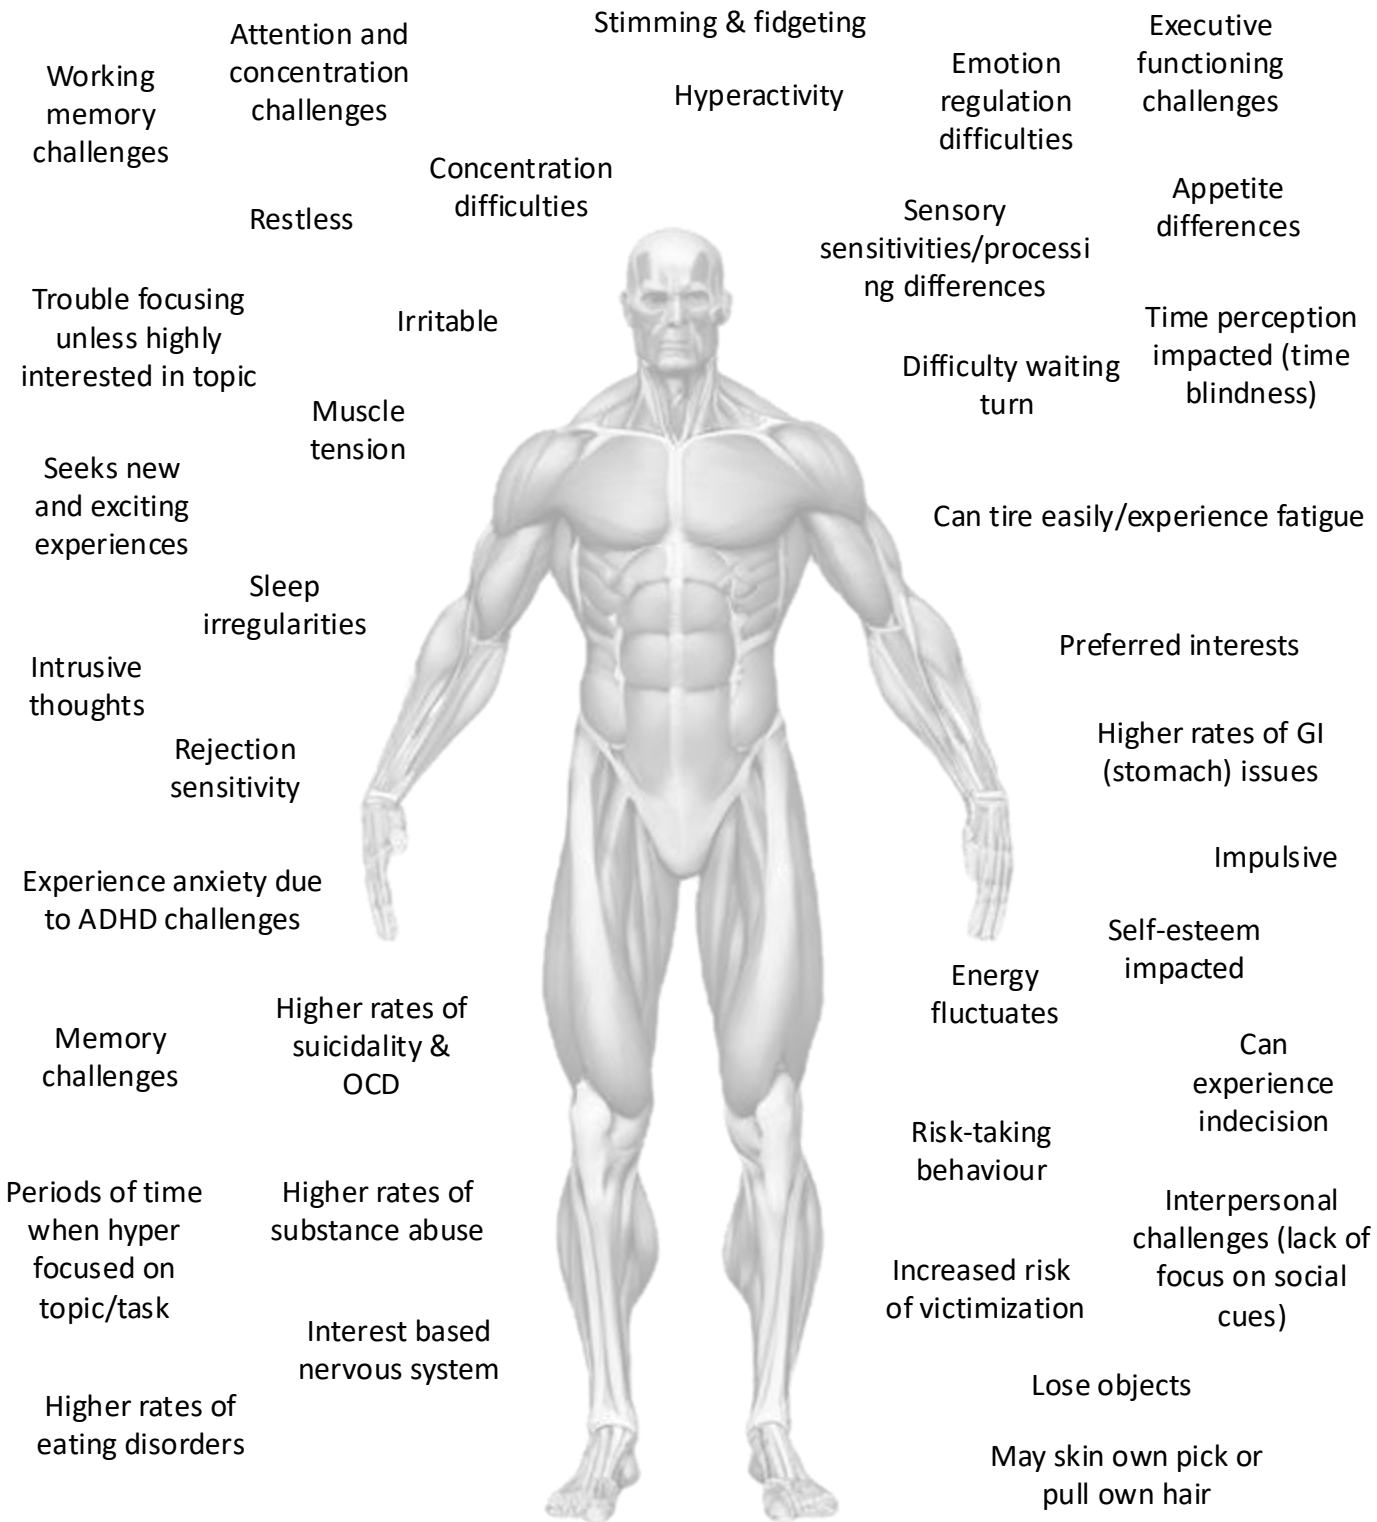 Stimming & fidgeting
Attention and
concentration
challenges
Executive
functioning
challenges
Working
memory
challenges
Hyperactivity
Emotion
regulation
difficulties
Concentration
difficulties
Restless
Appetite
differences
Sensory
sensitivities/processi
ng differences
Trouble focusing
unless highly
interested in topic
Irritable
Time perception
impacted (time
blindness)
Difficulty waiting
turn
Muscle
tension
Seeks new
and exciting
experiences
Can tire easily/experience fatigue
Sleep
irregularities
Preferred interests
Intrusive
thoughts
Rejection
sensitivity
Higher rates of GI
(stomach) issues
Impulsive
Experience anxiety due
to ADHD challenges
Self-esteem
impacted
Energy
fluctuates
Higher rates of
suicidality &
OCD
Memory
challenges
Can
experience
indecision
Risk-taking
behaviour
Periods of time
when hyper
focused on
topic/task
Higher rates of
substance abuse
Interpersonal
challenges (lack of
focus on social
cues)
Increased risk
of victimization
Interest based
nervous system
Lose objects
Higher rates of
eating disorders
May skin own pick or
pull own hair